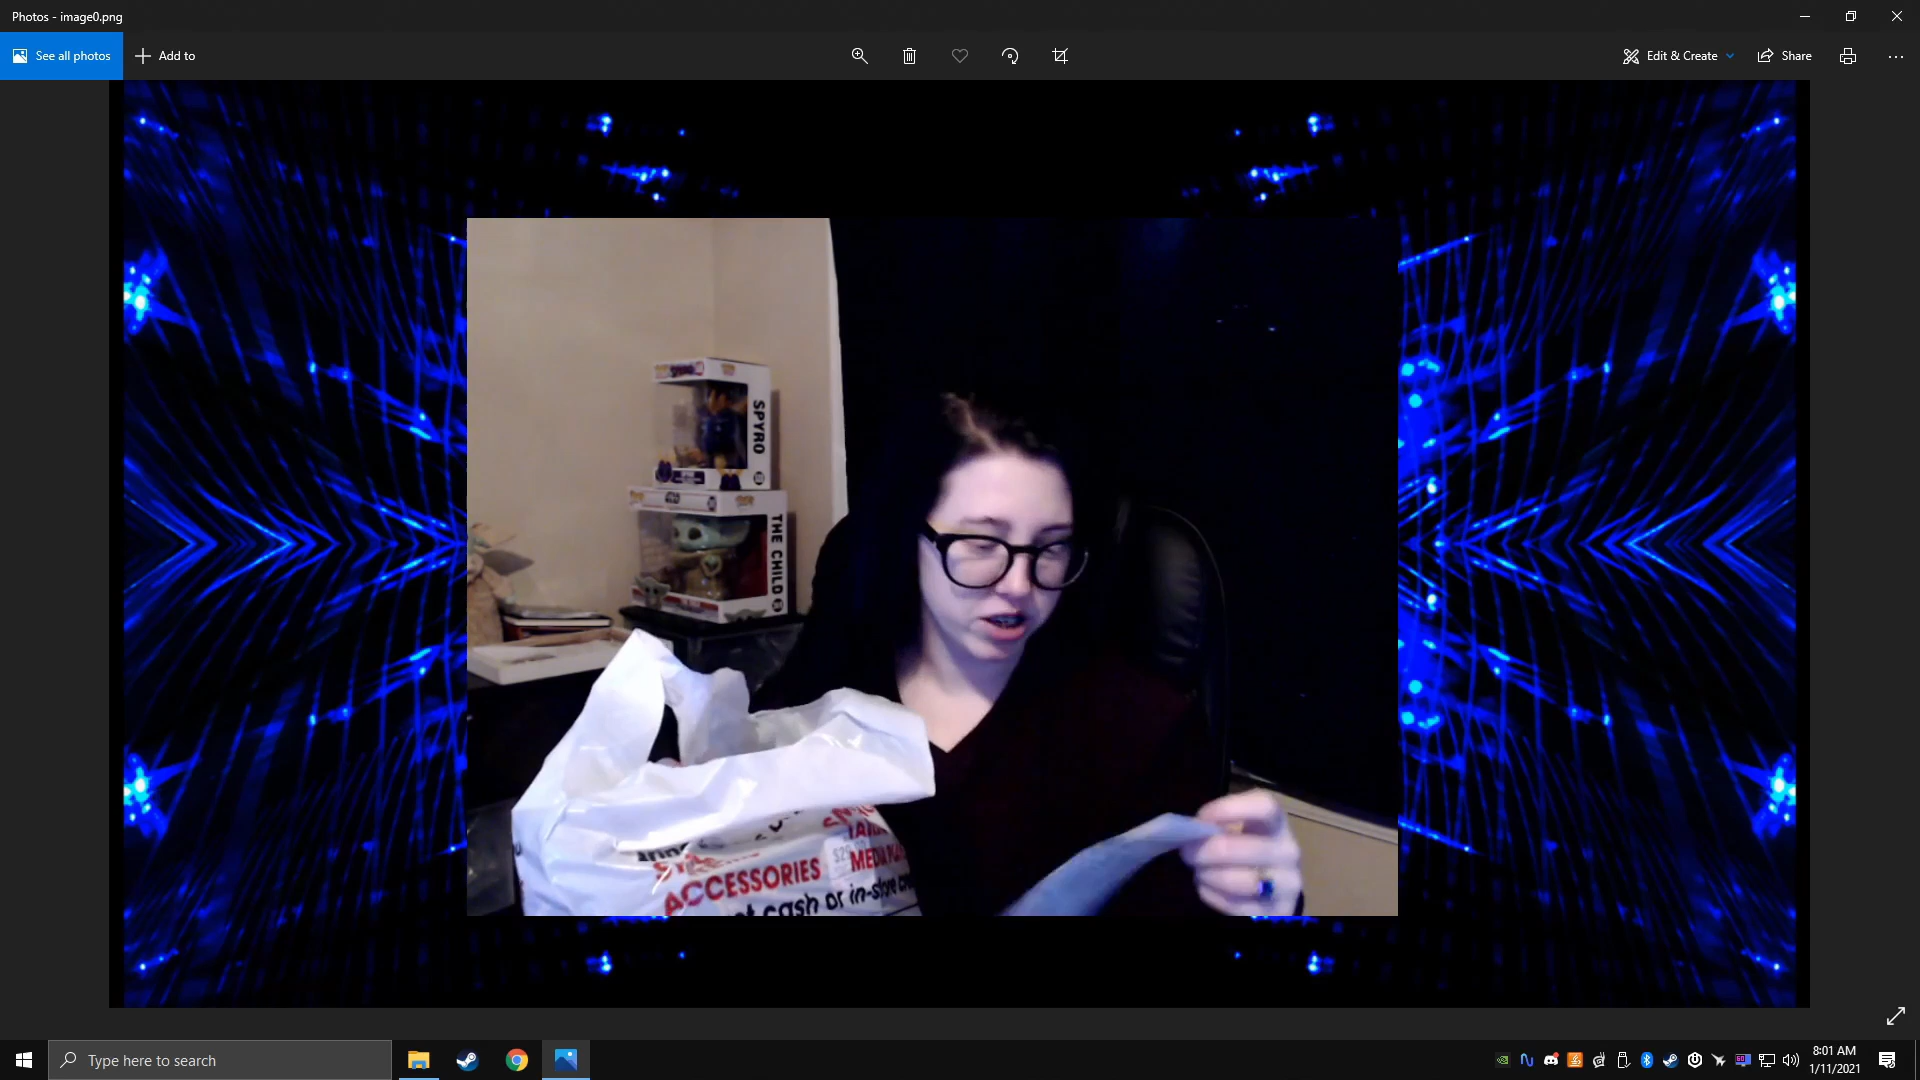 Photos - image0.png
See all photos
Add to
Edit & Create
Share
SPYRO
THE CHILD
ACCESSORIES
MEDIA
cash or in-store
Type here to search
8:01 AM
1/11/2021